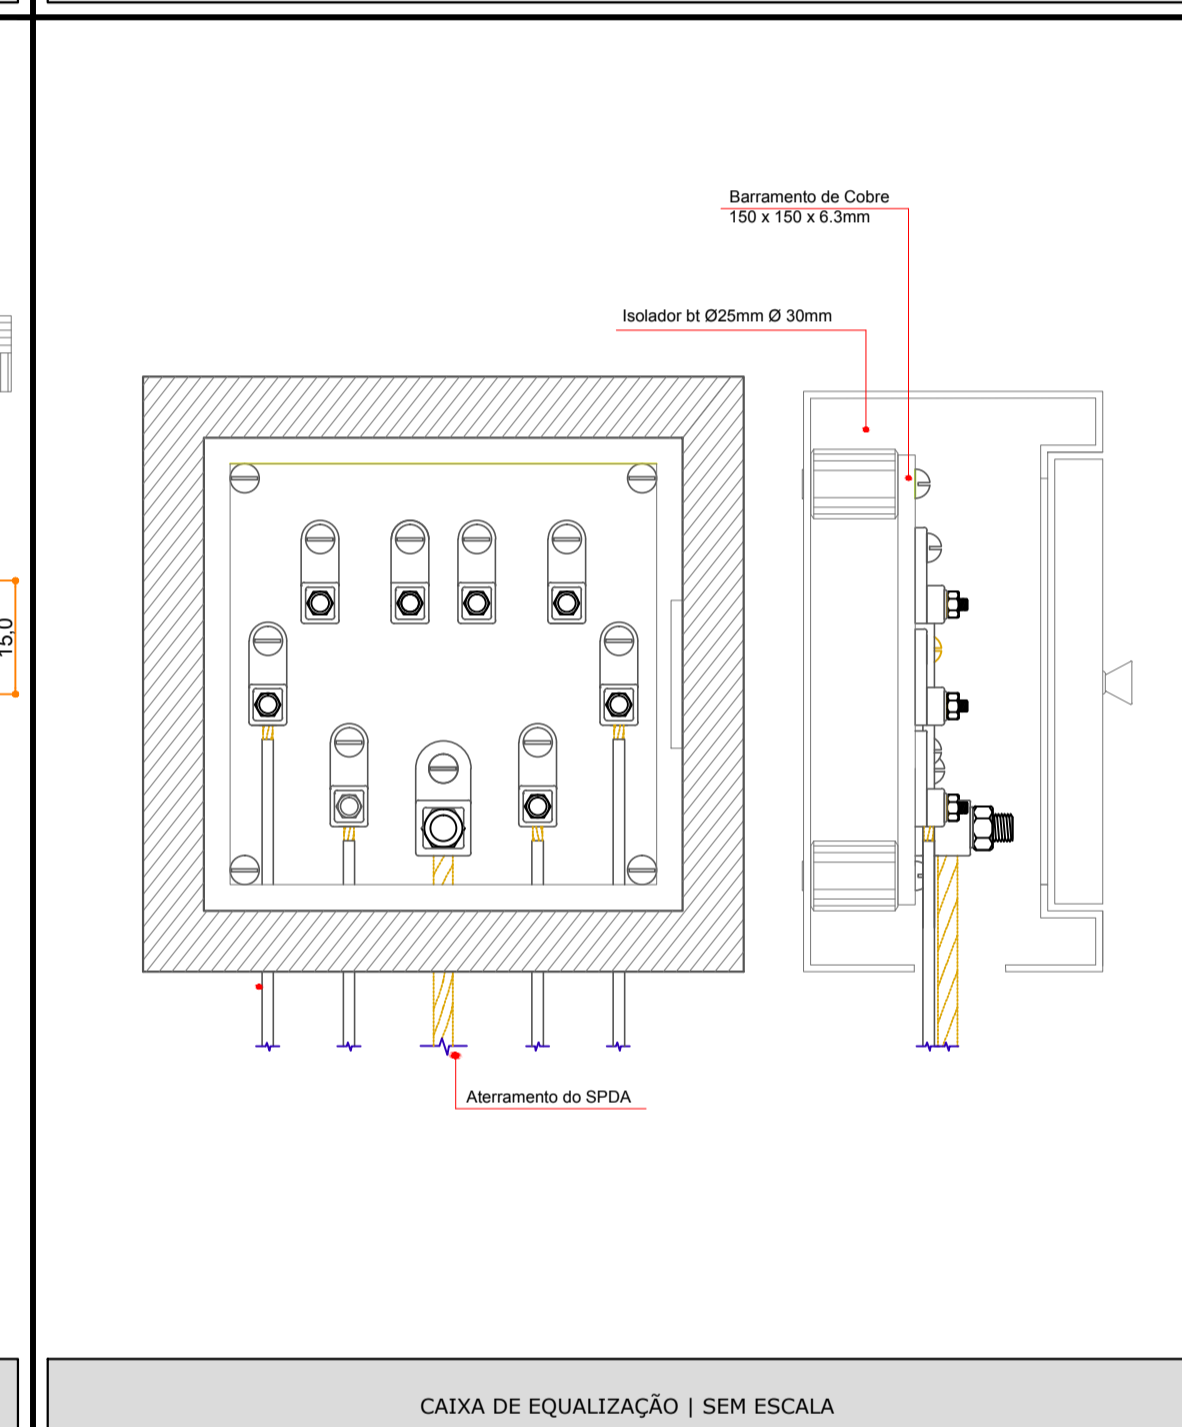 Barramento de Cobre
150 x 150 x 6.3mm
Isolador bt Ø25mm Ø 30mm
15,0
Aterramento do SPDA
CAIXA DE EQUALIZAÇÃO | SEM ESCALA